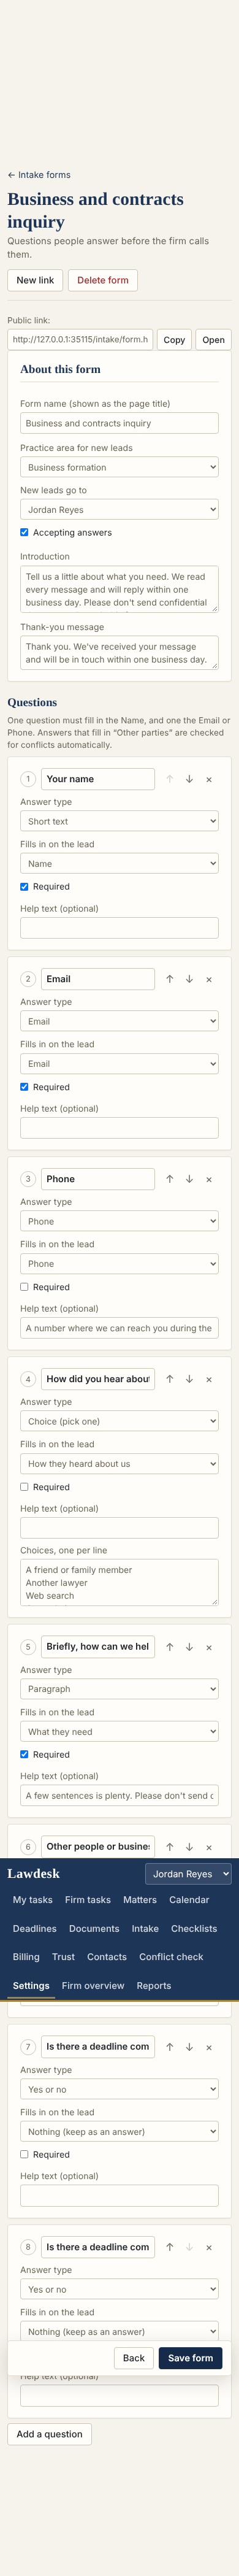 ← Intake forms
Business and contracts
inquiry
Questions people answer before the firm calls
them.
New link
Delete form
Public link:
http://127.0.0.1:35115/intake/form.h
Copy
Open
About this form
Form name (shown as the page title)
Business and contracts inquiry
Practice area for new leads
Business formation
New leads go to
Jordan Reyes
Accepting answers
Introduction
Tell us a little about what you need. We read
every message and will reply within one
business day. Please don't send confidential
Thank-you message
Thank you. We've received your message
and will be in touch within one business day.
Questions
One question must fill in the Name, and one the Email or
Phone. Answers that fill in "Other parties" are checked
for conflicts automatically.
1 Your name ↑ ↓ ×
Answer type
Short text
Fills in on the lead
Name
Required
Help text (optional)
2 Email ↑ ↓ ×
Answer type
Email
Fills in on the lead
Email
Required
Help text (optional)
3 Phone ↑ ↓ ×
Answer type
Phone
Fills in on the lead
Phone
Required
Help text (optional)
A number where we can reach you during the
4 How did you hear about ↑ ↓ ×
Answer type
Choice (pick one)
Fills in on the lead
How they heard about us
Required
Help text (optional)
Choices, one per line
A friend or family member
Another lawyer
Web search
5 Briefly, how can we hel ↑ ↓ ×
Answer type
Paragraph
Fills in on the lead
What they need
Required
Help text (optional)
A few sentences is plenty. Please don't send
6 Other people or busines ↑ ↓ ×
Lawdesk
Jordan Reyes
My tasks Firm tasks Matters Calendar
Deadlines Documents Intake Checklists
Billing Trust Contacts Conflict check
Settings Firm overview Reports
7 Is there a deadline com ↑ ↓ ×
Answer type
Yes or no
Fills in on the lead
Nothing (keep as an answer)
Required
Help text (optional)
8 Is there a deadline com ↑ ↓ ×
Answer type
Yes or no
Fills in on the lead
Nothing (keep as an answer)
Back
Save form
Help text (optional)
Add a question